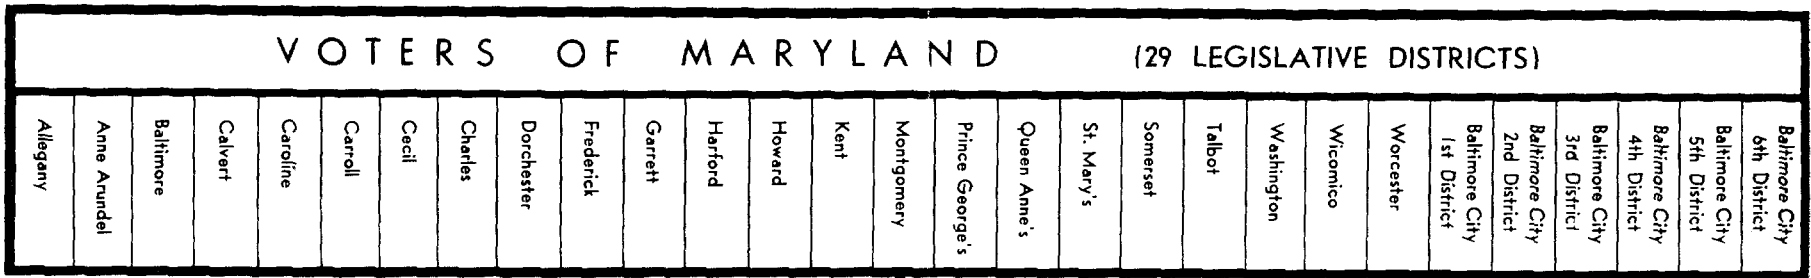 VOTERS OF MARYLAND (29 LEGISLATIVE DISTRICTS)
Allegany
Anne Arundel
Baltimore
Calvert
Caroline
Carroll
Cecil
Charles
Dorchester
Frederick
Garrett
Harford
Howard
Kent
Montgomery
Prince George's
Queen Anne's
St. Mary's
Somerset
Talbot
Washington
Wicomico
Worcester
Baltimore City
1st District
Baltimore City
2nd District
Baltimore City
3rd District
Baltimore City
4th District
Baltimore City
5th District
Baltimore City
6th District